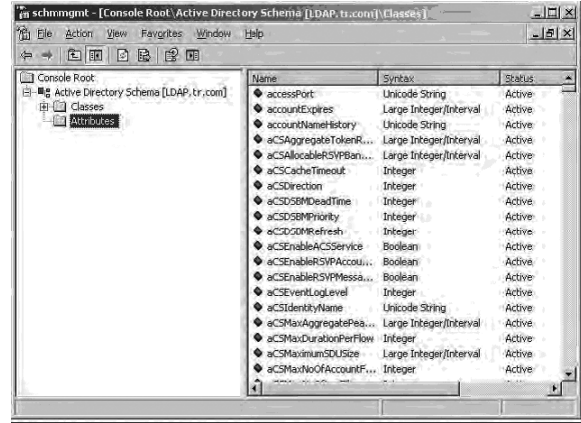 schmmgmt - [Console Root\Active Directory Schema [LDAP.tr.com]\Classes]
File Action View Favorites Window Help
Console Root
Active Directory Schema [LDAP.tr.com]
Classes
Attributes
Name Syntax Status
accessPort Unicode String Active
accountExpires Large Integer/Interval Active
accountNameHistory Unicode String Active
aCSAggregateTokenR... Large Integer/Interval Active
aCSAllocableRSVPBan... Large Integer/Interval Active
aCSCacheTimeout Integer Active
aCSDirection Integer Active
aCSDSBMDeadTime Integer Active
aCSDSBMPriority Integer Active
aCSDSBMRefresh Integer Active
aCSEnableACSService Boolean Active
aCSEnableRSVPAccou... Boolean Active
aCSEnableRSVPMessa... Boolean Active
aCSEventLogLevel Integer Active
aCSIdentityName Unicode String Active
aCSMaxAggregatePea... Large Integer/Interval Active
aCSMaxDurationPerFlow Integer Active
aCSMaximumSDUSize Large Integer/Interval Active
aCSMaxNoOfAccountF... Integer Active